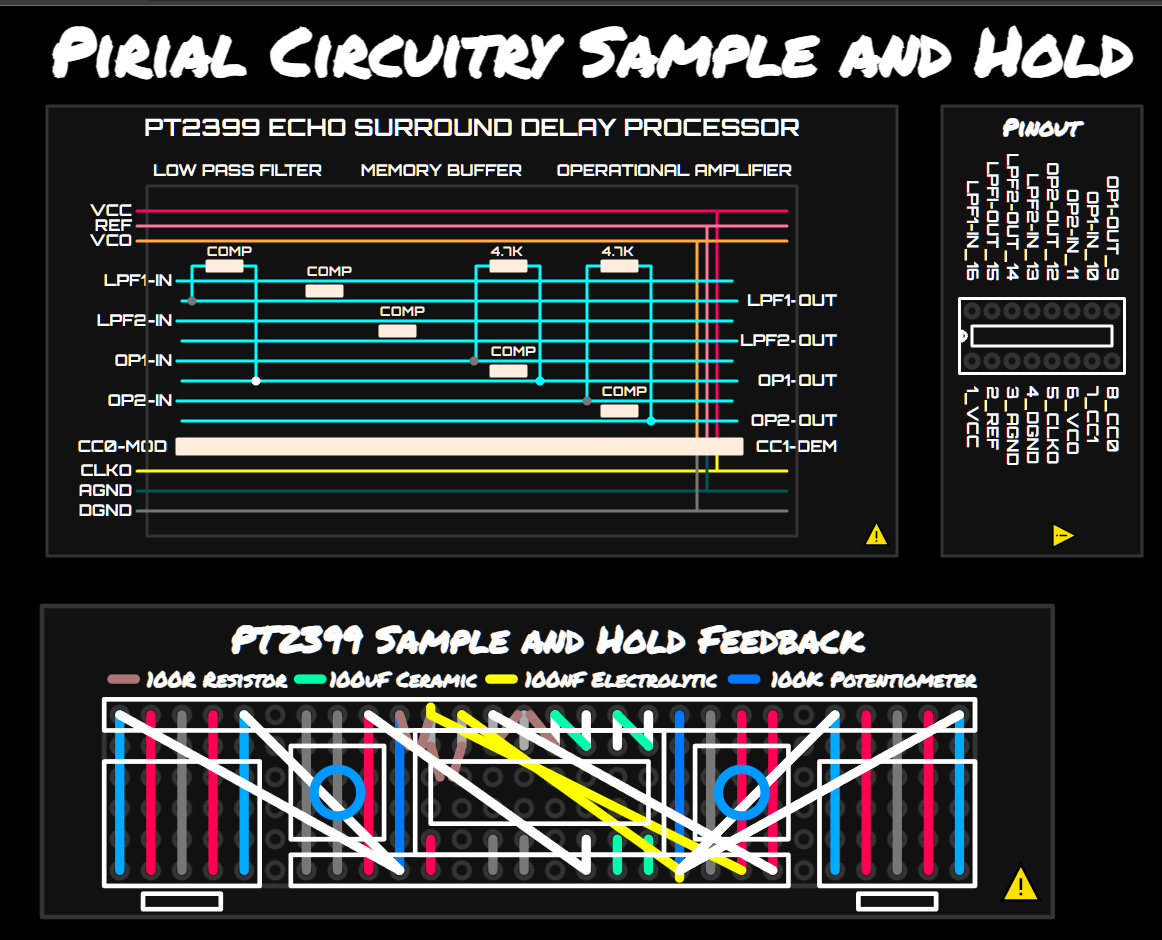 Pirial Circuitry Sample and Hold
PT2399 ECHO SURROUND DELAY PROCESSOR
LOW PASS FILTER MEMORY BUFFER OPERATIONAL AMPLIFIER
VCC
REF
VCO
COMP 4.7K 4.7K
LPF1-IN COMP
LPF1-OUT
LPF2-IN COMP
LPF2-OUT
OP1-IN COMP
OP1-OUT
OP2-IN COMP
OP2-OUT
CC0-MOD CC1-DEM
CLKO
AGND
DGND
Pinout
LPF1-IN_16
LPF1-OUT_15
LPF2-OUT_14
LPF2-IN_13
OP2-OUT_12
OP2-IN_11
OP1-IN_10
OP1-OUT_9
1_VCC
2_REF
3_AGND
4_DGND
5_CLKO
6_VCO
7_CC1
8_CC0
PT2399 Sample and Hold Feedback
100R Resistor 100uF Ceramic 100nF Electrolytic 100K Potentiometer